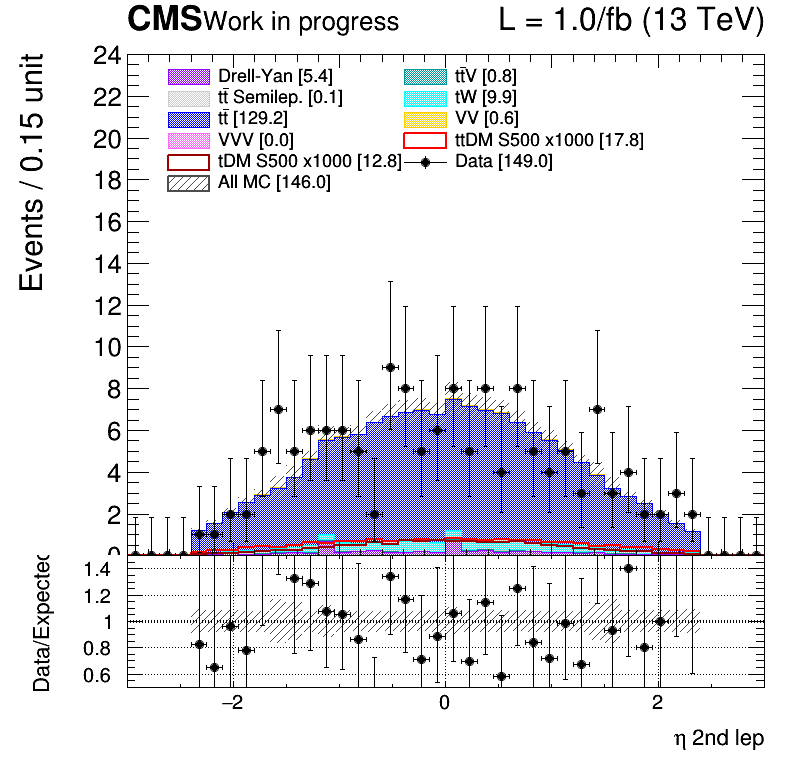 CMS Work in progress L = 1.0/fb (13 TeV)
Events / 0.15 unit
24
22
20
18
16
14
12
10
8
6
4
2
0
Drell-Yan [5.4]
tt̄V [0.8]
tt̄ Semilep. [0.1]
tW [9.9]
tt̄ [129.2]
VV [0.6]
VVV [0.0]
ttDM S500 x1000 [17.8]
tDM S500 x1000 [12.8]
Data [149.0]
All MC [146.0]
Data/Expected
1.4
1.2
1
0.8
0.6
−2 0 2
η 2nd lep